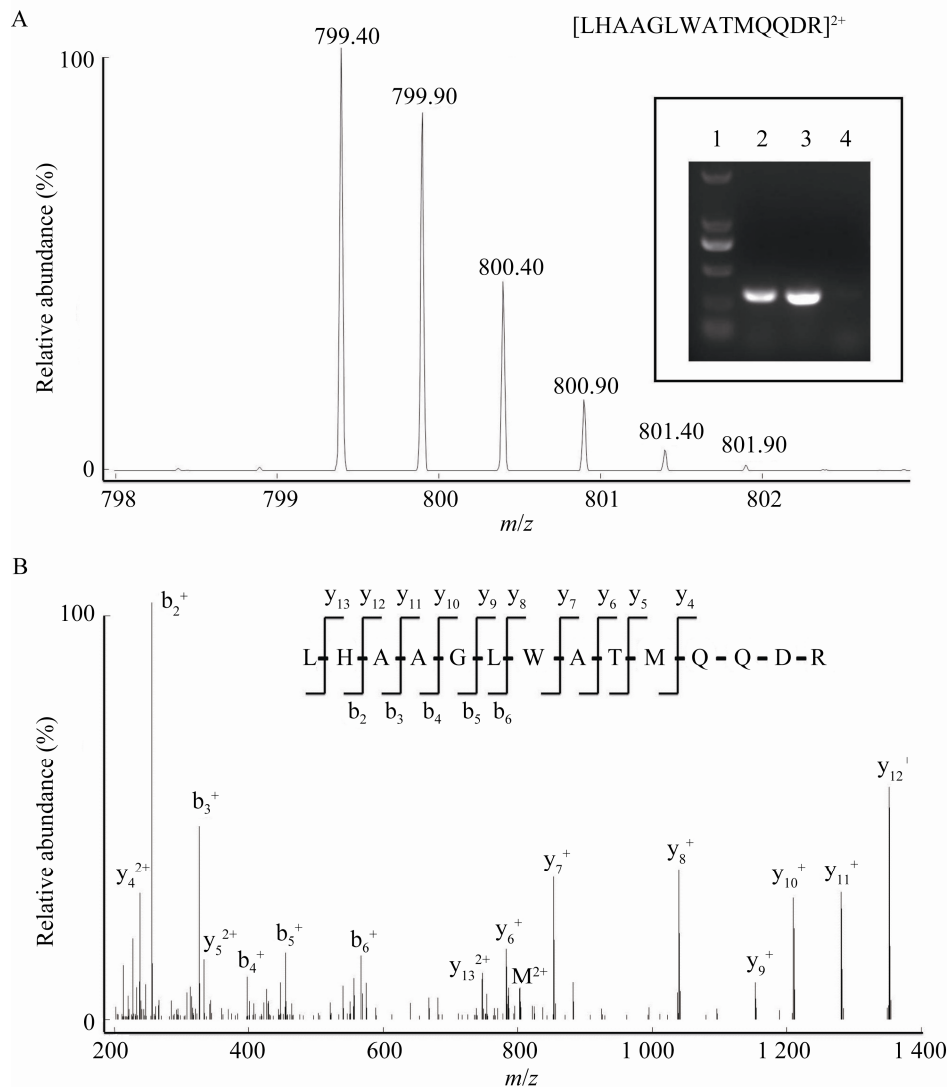 A
[LHAAGLWATMQQDR]²⁺
799.40
100
799.90
1 2 3 4
800.40
800.90
801.40
801.90
Relative abundance (%)
0
798 799 800 801 802
m/z
B
100
b₂⁺
y₁₃ y₁₂ y₁₁ y₁₀ y₉ y₈ y₇ y₆ y₅ y₄
L H A A G L W A T M Q Q D R
b₂ b₃ b₄ b₅ b₆
y₁₂
b₃⁺
y₄²⁺
y₇⁺
y₈⁺
y₁₀⁺
y₁₁⁺
y₅²⁺
b₄⁺
b₅⁺
b₆⁺
y₁₃²⁺
y₆⁺
M²⁺
y₉⁺
Relative abundance (%)
0
200 400 600 800 1 000 1 200 1 400
m/z